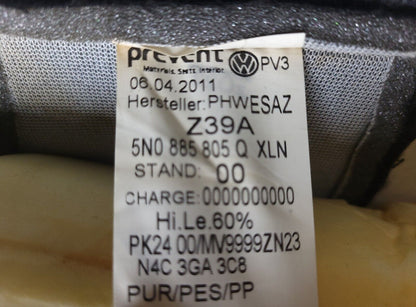 prevent
Materials. Seats. Interior.
PV3
06.04.2011
Hersteller: PHWESAZ
Z39A
5N0 885 805 Q XLN
STAND: 00
CHARGE: 0000000000
Hi.Le.60%
PK24 00/MV9999ZN23
N4C 3GA 3C8
PUR/PES/PP